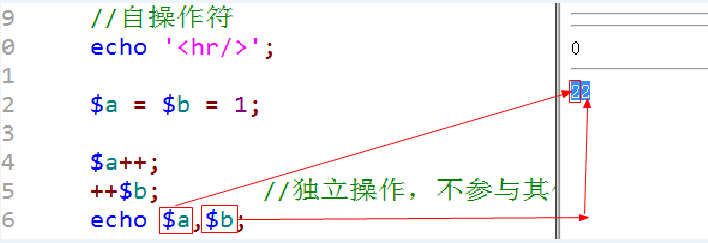 9 //自操作符
0 echo '<hr/>';
1
2 $a = $b = 1;
3
4 $a++;
5 ++$b; //独立操作，不参与其
6 echo $a,$b;
0
22